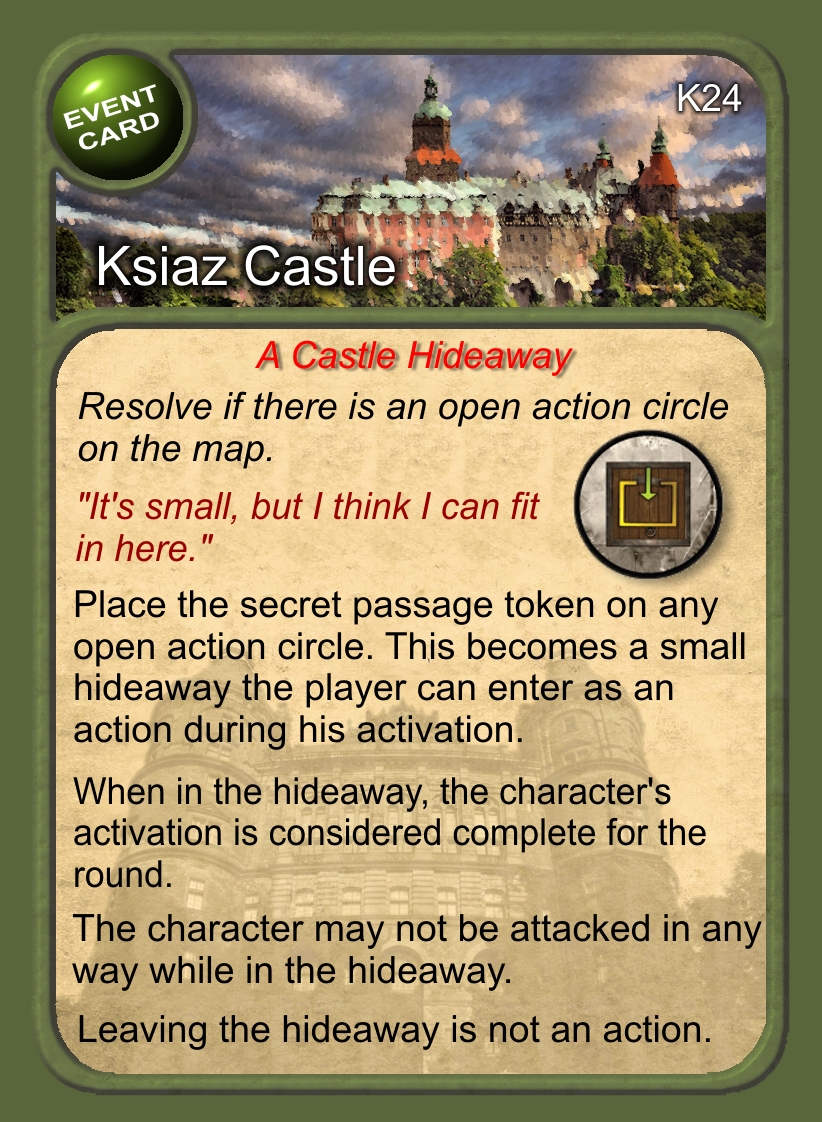 EVENT
CARD
K24
Ksiaz Castle
A Castle Hideaway
Resolve if there is an open action circle
on the map.
"It's small, but I think I can fit
in here."
Place the secret passage token on any
open action circle. This becomes a small
hideaway the player can enter as an
action during his activation.
When in the hideaway, the character's
activation is considered complete for the
round.
The character may not be attacked in any
way while in the hideaway.
Leaving the hideaway is not an action.